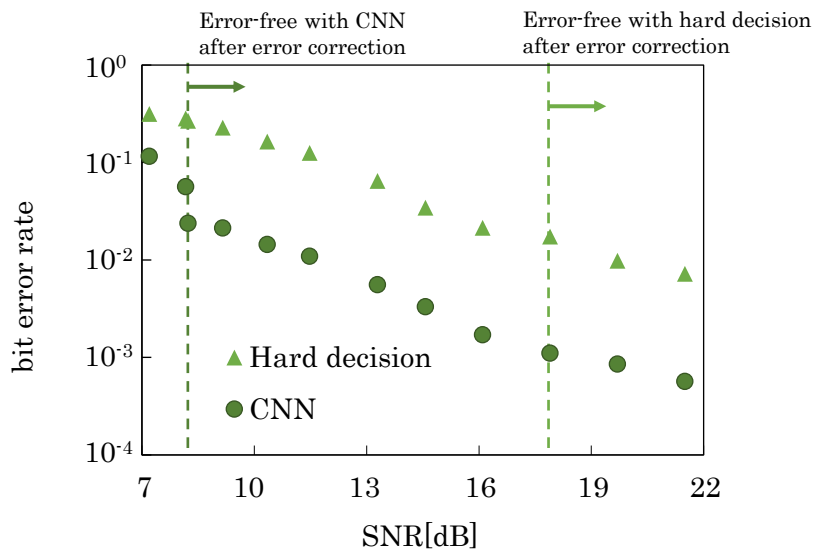 Error-free with CNN
after error correction
Error-free with hard decision
after error correction
10^0
10^-1
10^-2
10^-3
10^-4
bit error rate
Hard decision
CNN
7 10 13 16 19 22
SNR[dB]